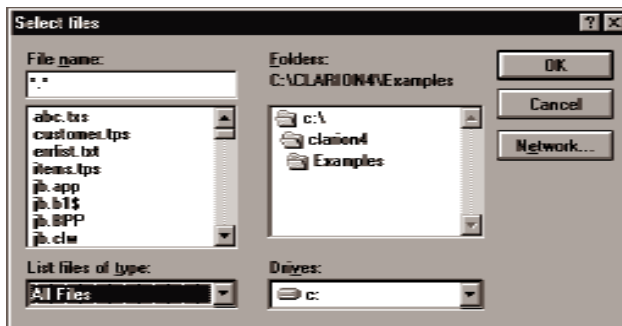 Select files
File name:
*.*
abc.txs
customer.tps
enrlist.txt
items.tps
jb.app
jb.b1$
jb.BPP
jb.clw
List files of type:
All Files
Folders:
C:\CLARION4\Examples
c:\
clarion4
Examples
Drives:
c:
OK
Cancel
Network...